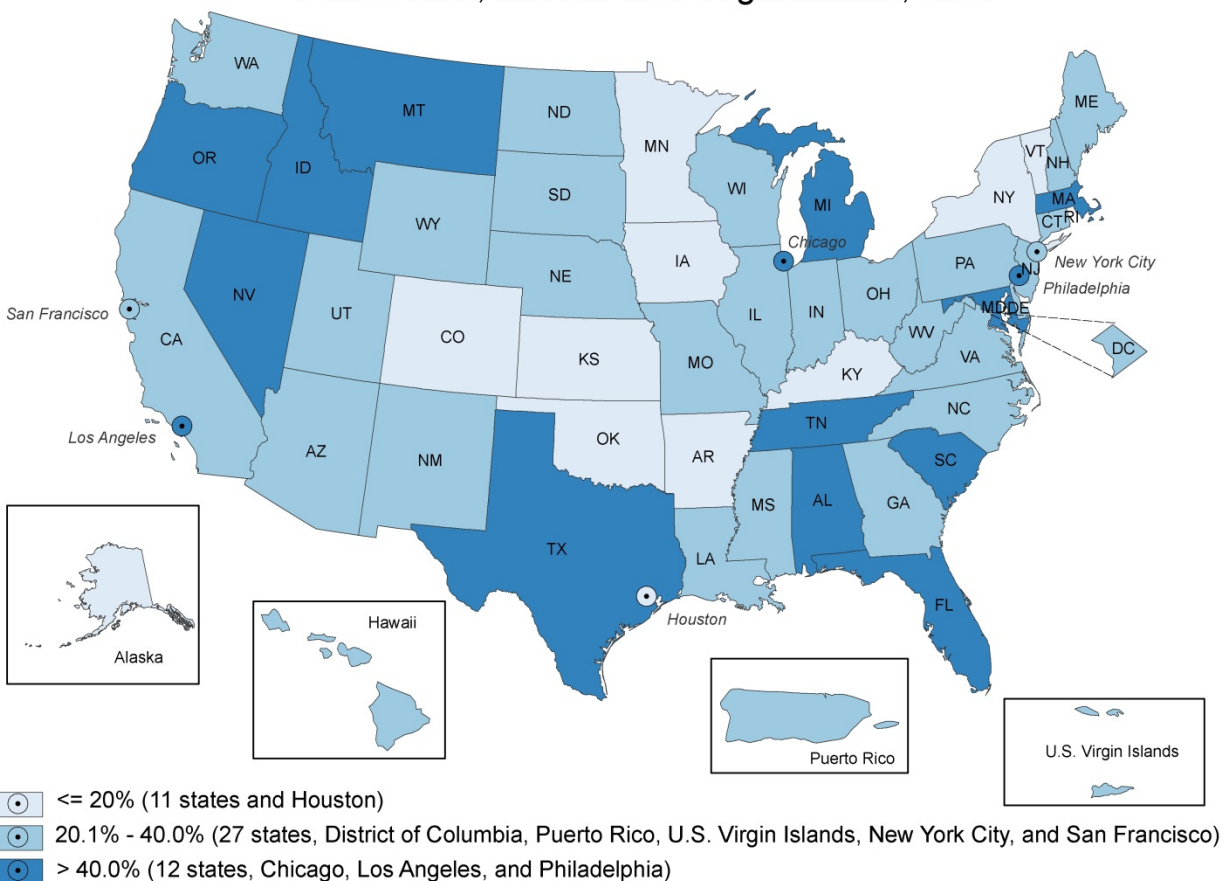 WA
MT
ND
MN
ME
OR
ID
SD
WI
MI
VT
NH
NY
MA
CT
RI
WY
IA
Chicago
NE
PA
NJ
New York City
Philadelphia
San Francisco
NV
UT
CO
IL
IN
OH
WV
MD
DE
DC
CA
KS
MO
KY
VA
Los Angeles
AZ
NM
OK
AR
TN
NC
SC
MS
AL
GA
TX
LA
FL
Houston
Alaska
Hawaii
Puerto Rico
U.S. Virgin Islands
<= 20% (11 states and Houston)
20.1% - 40.0% (27 states, District of Columbia, Puerto Rico, U.S. Virgin Islands, New York City, and San Francisco)
> 40.0% (12 states, Chicago, Los Angeles, and Philadelphia)